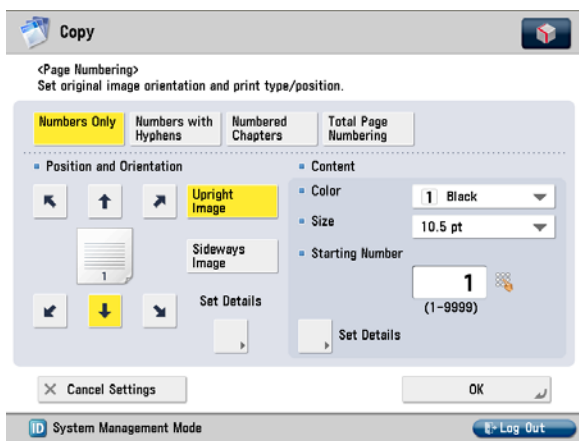 Copy
<Page Numbering>
Set original image orientation and print type/position.
Numbers Only
Numbers with
Hyphens
Numbered
Chapters
Total Page
Numbering
Position and Orientation
Upright
Image
Sideways
Image
1
Set Details
Content
Color
1 Black
Size
10.5 pt
Starting Number
1
(1-9999)
Set Details
Cancel Settings
OK
ID System Management Mode
Log Out